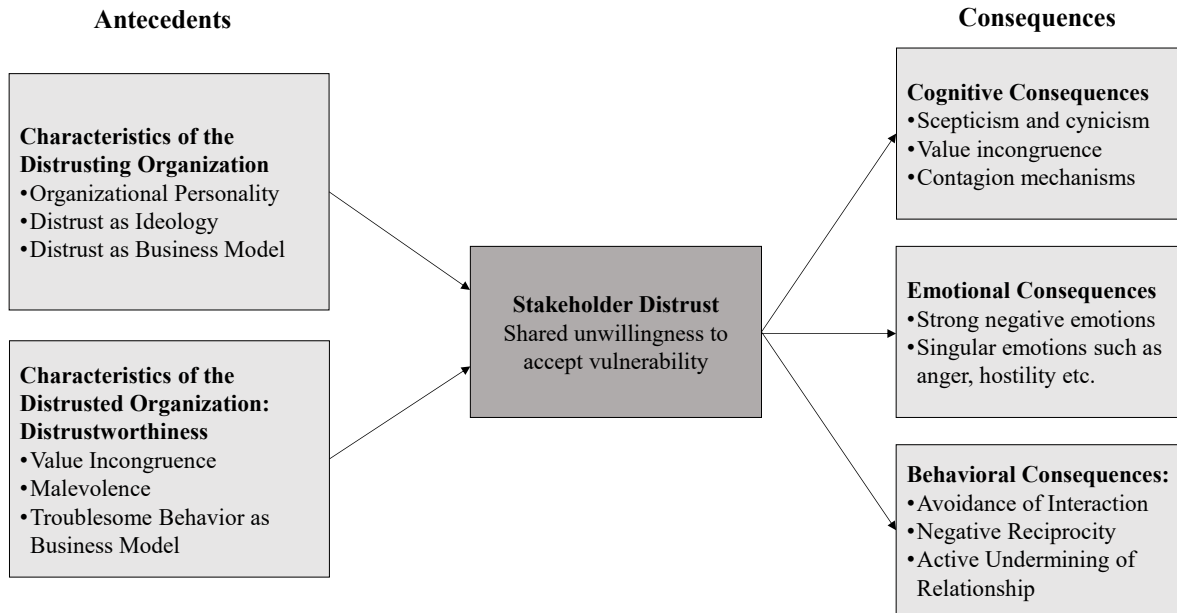 Antecedents
Characteristics of the
Distrusting Organization
•Organizational Personality
•Distrust as Ideology
•Distrust as Business Model
Characteristics of the
Distrusted Organization:
Distrustworthiness
•Value Incongruence
•Malevolence
•Troublesome Behavior as
Business Model
Stakeholder Distrust
Shared unwillingness to
accept vulnerability
Consequences
Cognitive Consequences
•Scepticism and cynicism
•Value incongruence
•Contagion mechanisms
Emotional Consequences
•Strong negative emotions
•Singular emotions such as
anger, hostility etc.
Behavioral Consequences:
•Avoidance of Interaction
•Negative Reciprocity
•Active Undermining of
Relationship